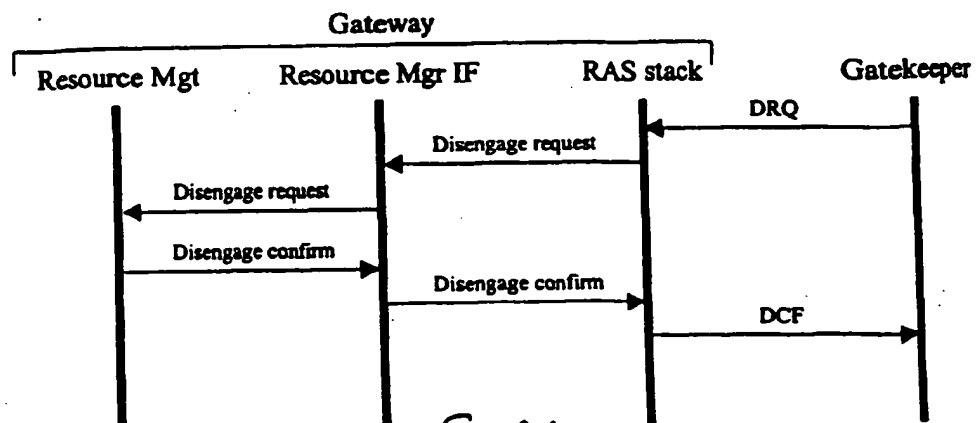 Gateway
Resource Mgt Resource Mgr IF RAS stack Gatekeeper
DRQ
Disengage request
Disengage request
Disengage confirm
Disengage confirm
DCF